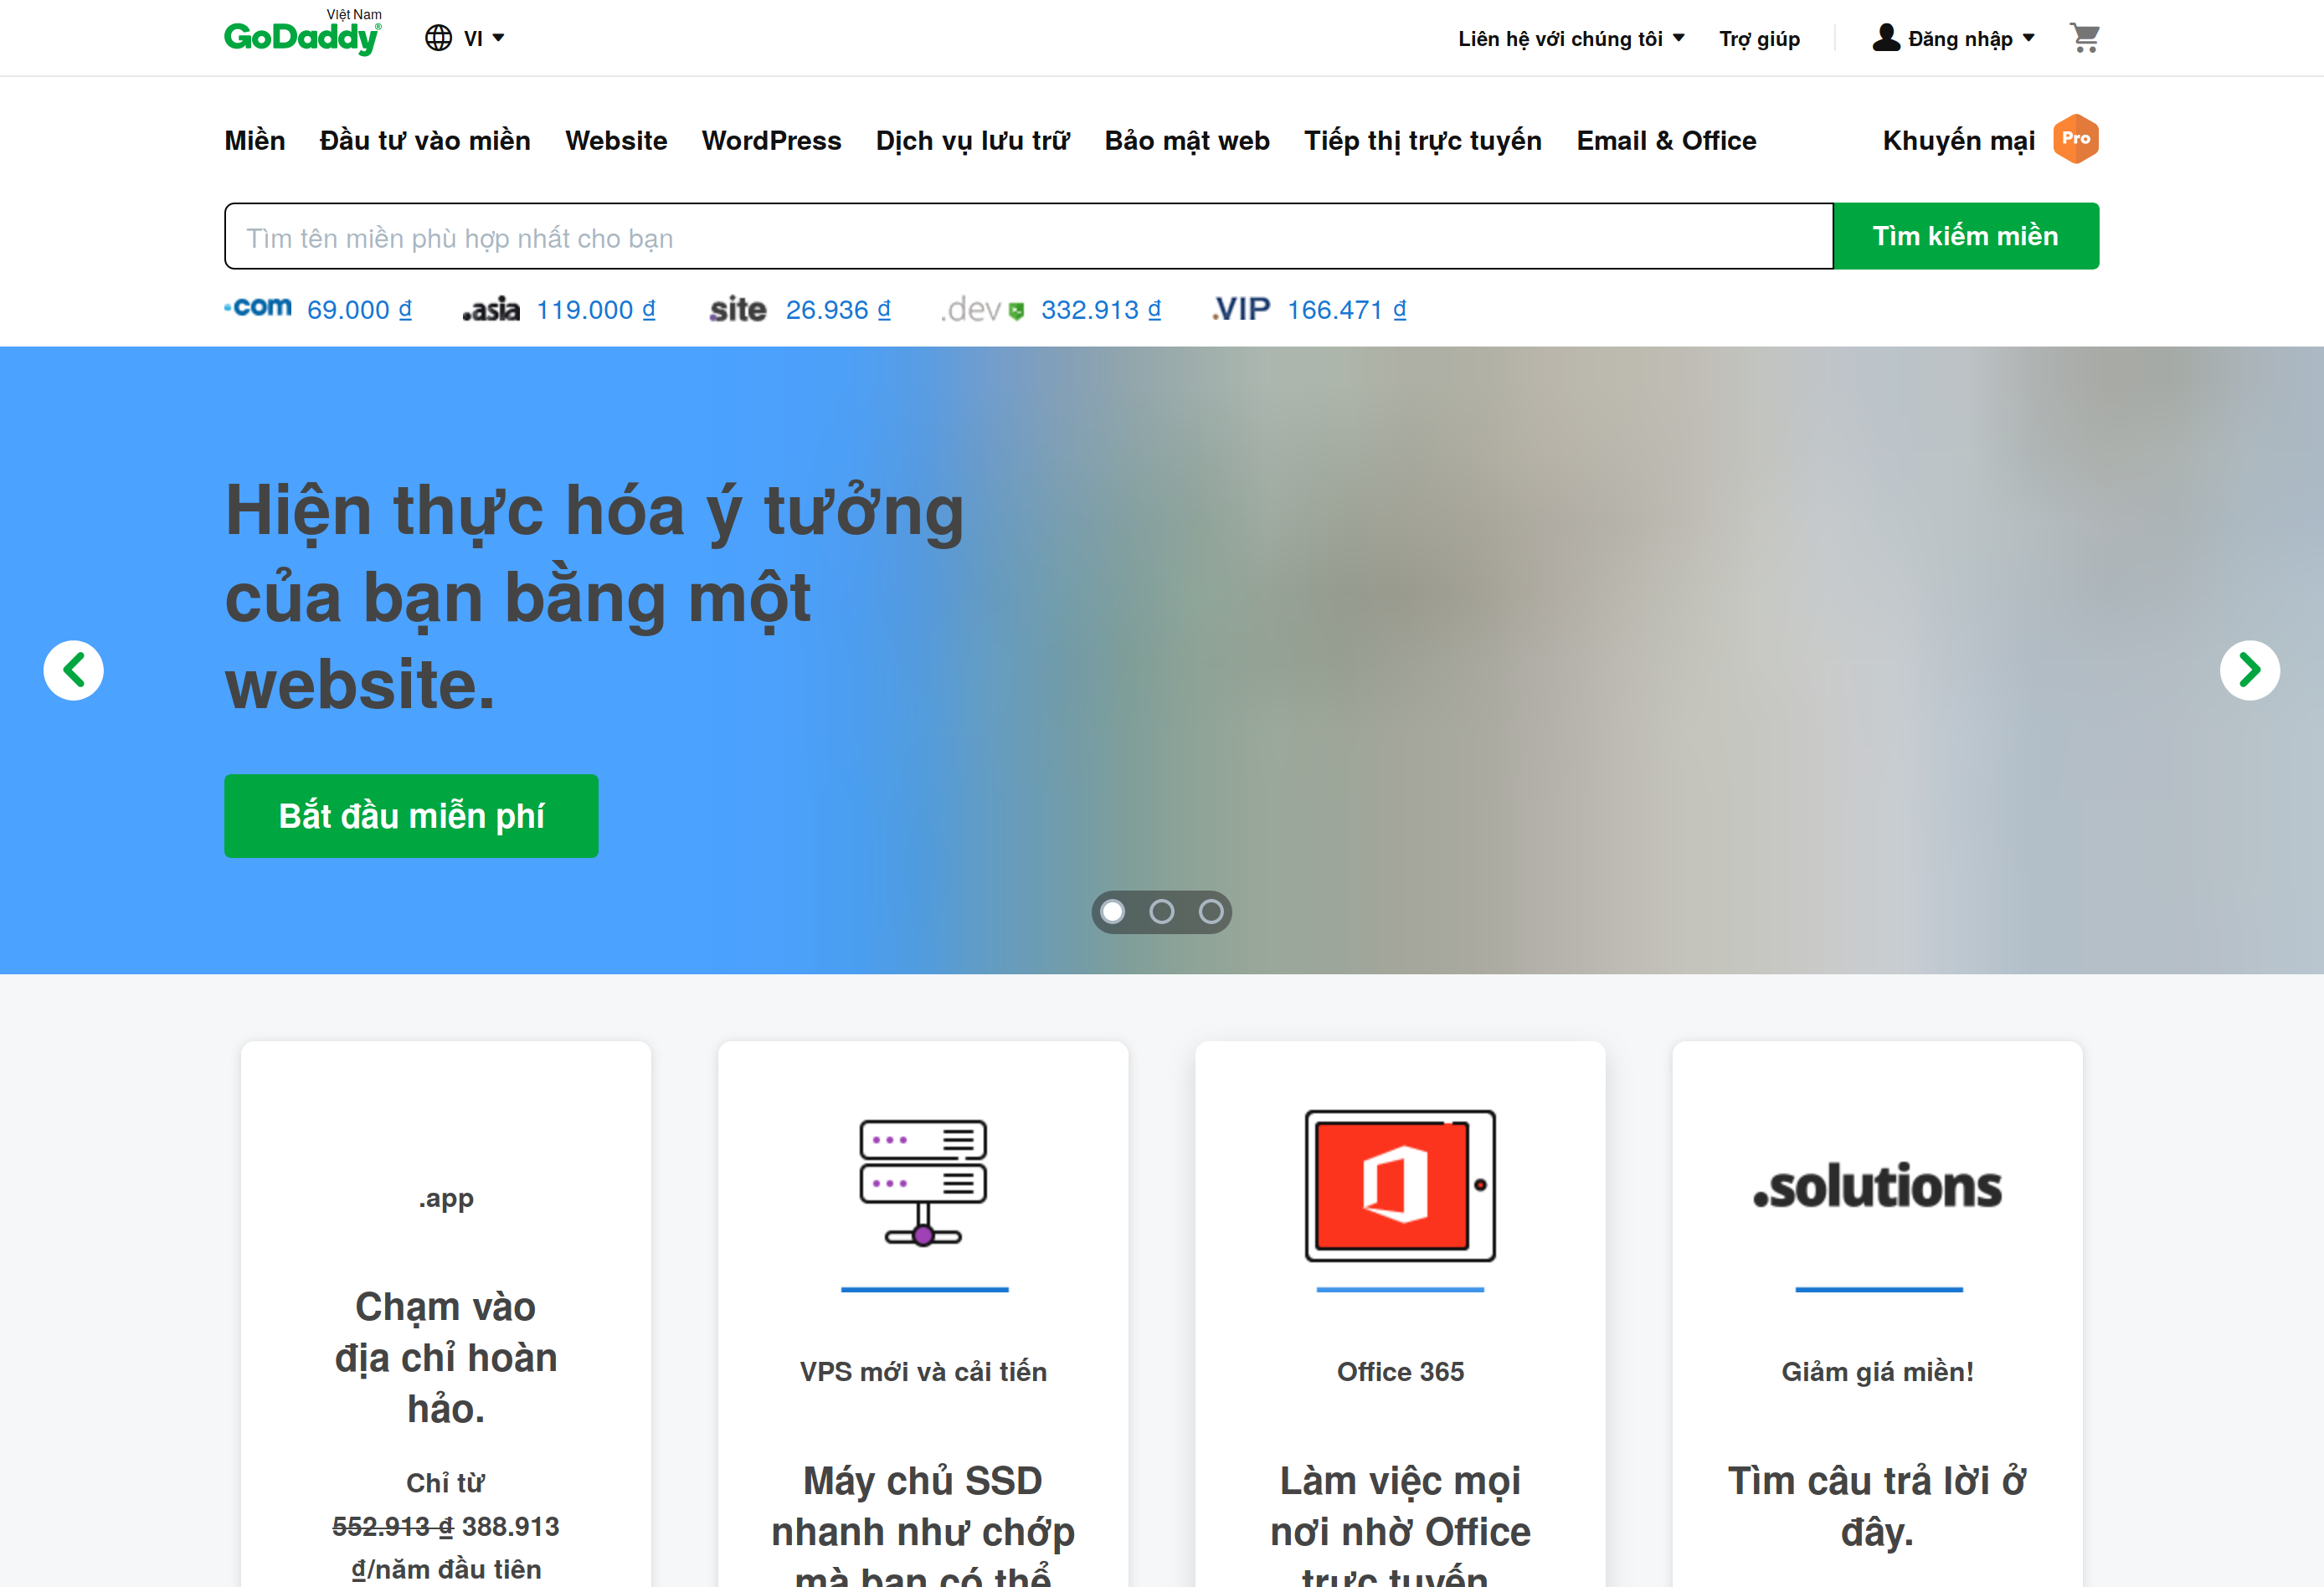 Việt Nam
GoDaddy®
VI
Liên hệ với chúng tôi
Trợ giúp
Đăng nhập
Miền
Đầu tư vào miền
Website
WordPress
Dịch vụ lưu trữ
Bảo mật web
Tiếp thị trực tuyến
Email & Office
Khuyến mại
Pro
Tìm tên miền phù hợp nhất cho bạn
Tìm kiếm miền
.com 69.000 ₫
.asia 119.000 ₫
.site 26.936 ₫
.dev 332.913 ₫
.VIP 166.471 ₫
Hiện thực hóa ý tưởng
của bạn bằng một
website.
Bắt đầu miễn phí
.app
Chạm vào
địa chỉ hoàn
hảo.
Chỉ từ
552.913 ₫ 388.913
₫/năm đầu tiên
VPS mới và cải tiến
Máy chủ SSD
nhanh như chớp
mà bạn có thể
Office 365
Làm việc mọi
nơi nhờ Office
trực tuyến
.solutions
Giảm giá miền!
Tìm câu trả lời ở
đây.